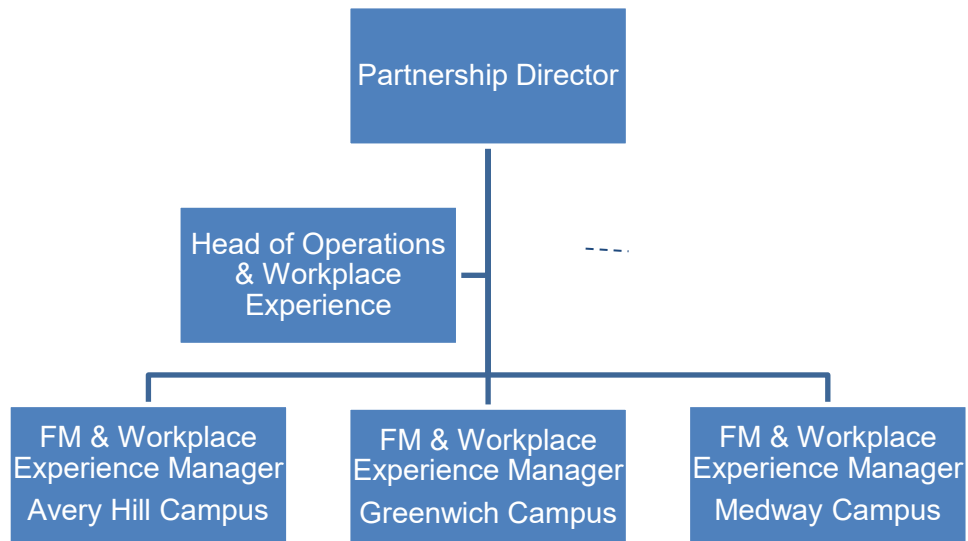 Partnership Director
Head of Operations
& Workplace
Experience
FM & Workplace
Experience Manager
Avery Hill Campus
FM & Workplace
Experience Manager
Greenwich Campus
FM & Workplace
Experience Manager
Medway Campus